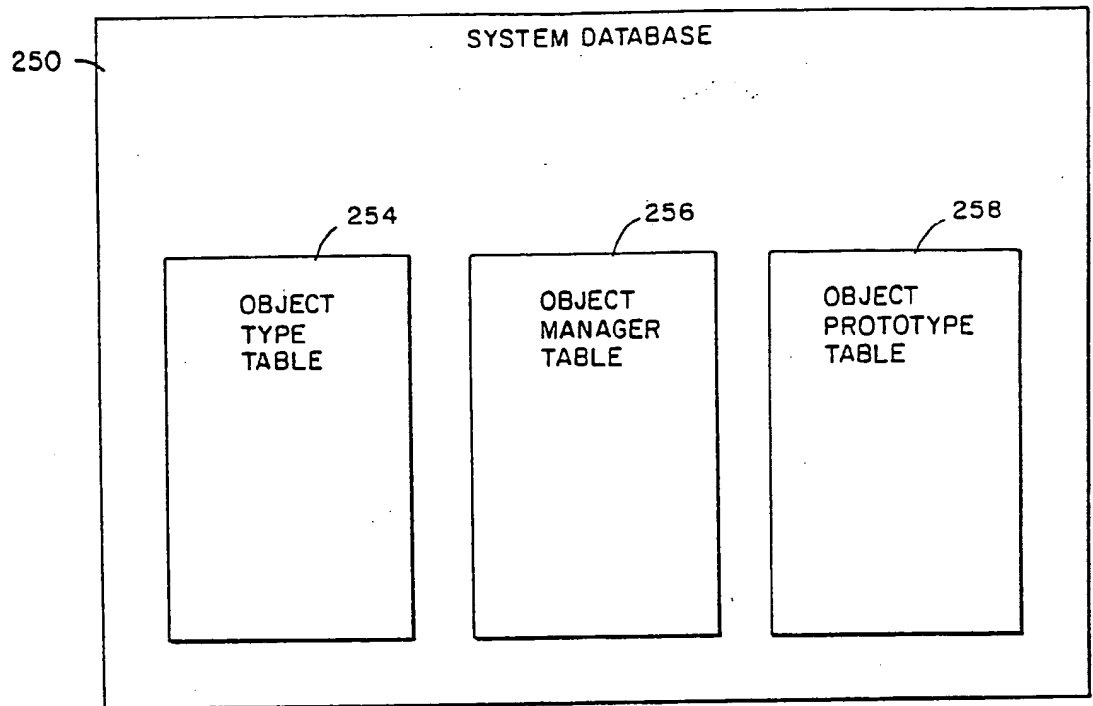 SYSTEM DATABASE
250
254
256
258
OBJECT
TYPE
TABLE
OBJECT
MANAGER
TABLE
OBJECT
PROTOTYPE
TABLE